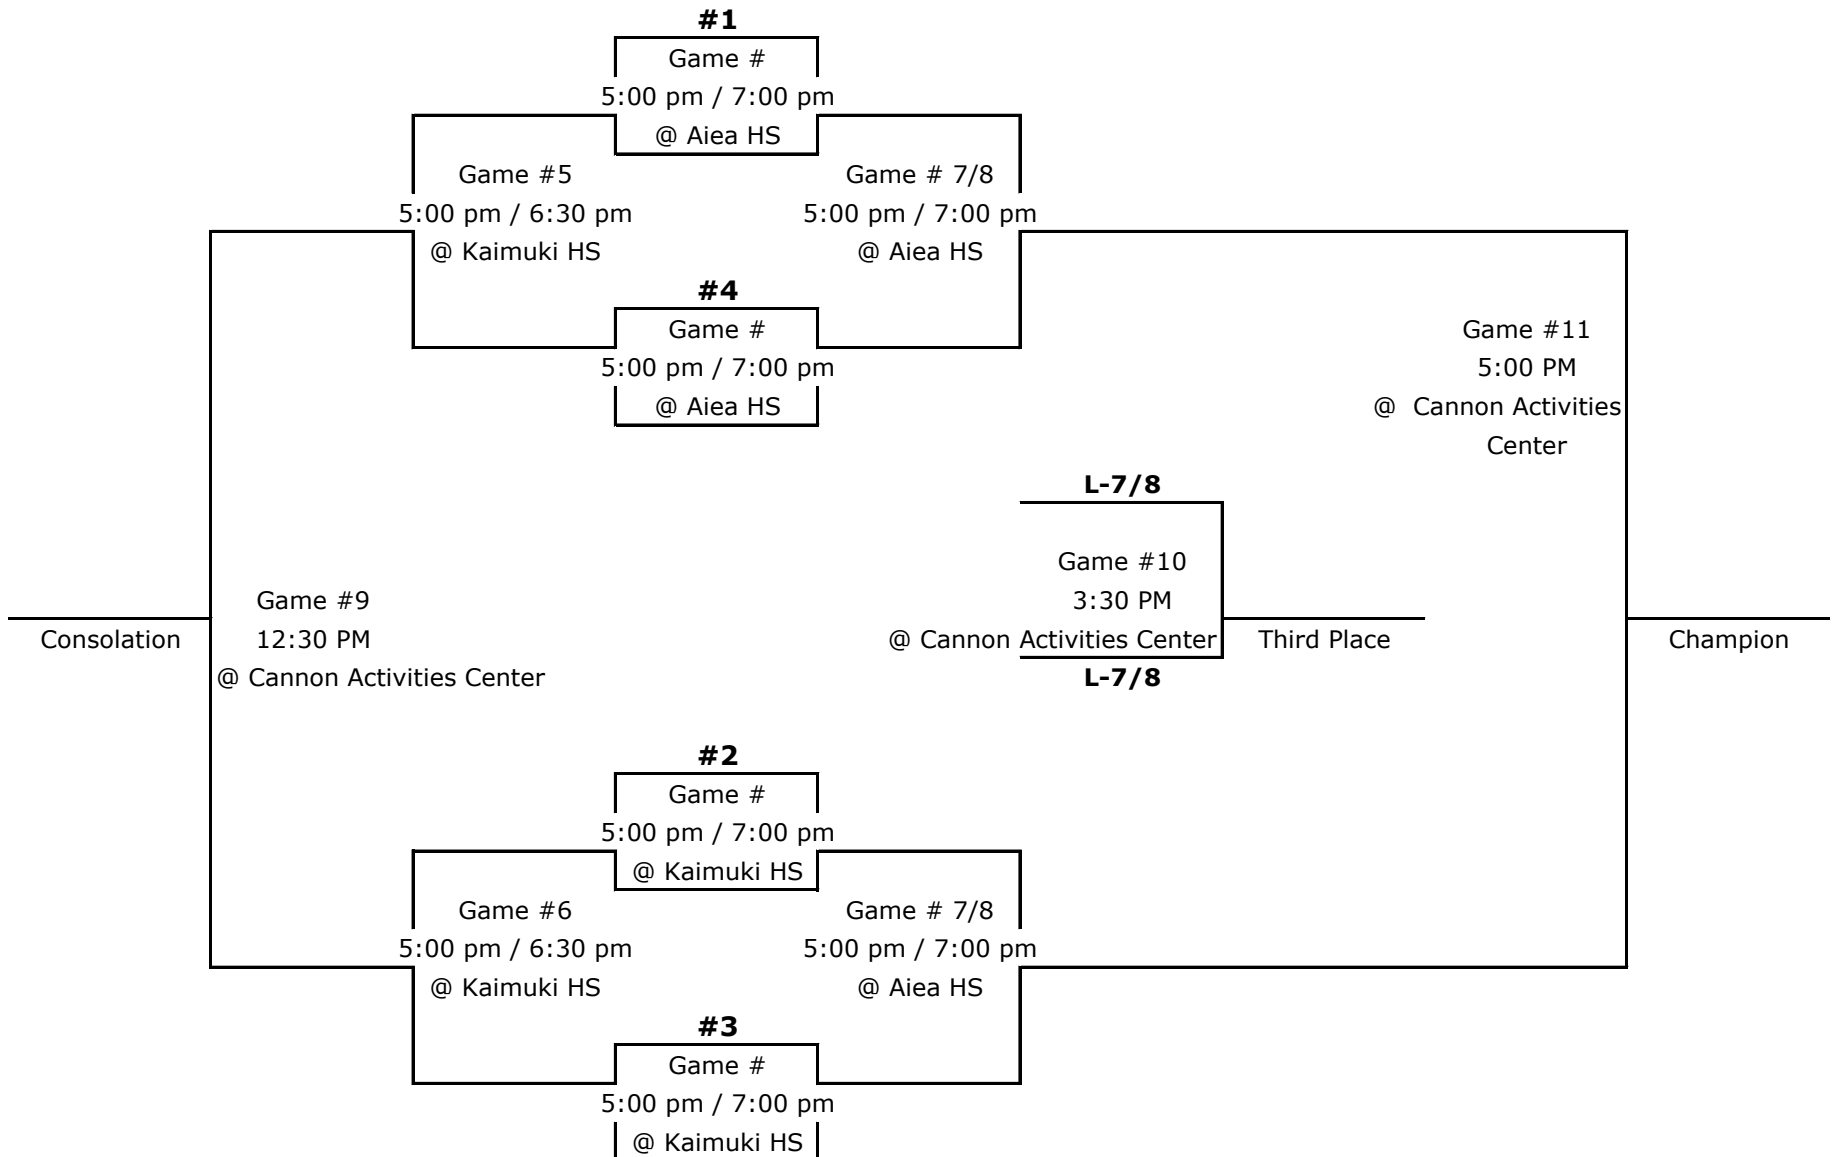 #1
Game #
5:00 pm / 7:00 pm
@ Aiea HS
Game #5
5:00 pm / 6:30 pm
@ Kaimuki HS
Game # 7/8
5:00 pm / 7:00 pm
@ Aiea HS
#4
Game #
5:00 pm / 7:00 pm
@ Aiea HS
Game #11
5:00 PM
@ Cannon Activities
Center
L-7/8
Game #10
3:30 PM
@ Cannon Activities Center
L-7/8
Third Place
Champion
Consolation
Game #9
12:30 PM
@ Cannon Activities Center
#2
Game #
5:00 pm / 7:00 pm
@ Kaimuki HS
Game #6
5:00 pm / 6:30 pm
@ Kaimuki HS
Game # 7/8
5:00 pm / 7:00 pm
@ Aiea HS
#3
Game #
5:00 pm / 7:00 pm
@ Kaimuki HS